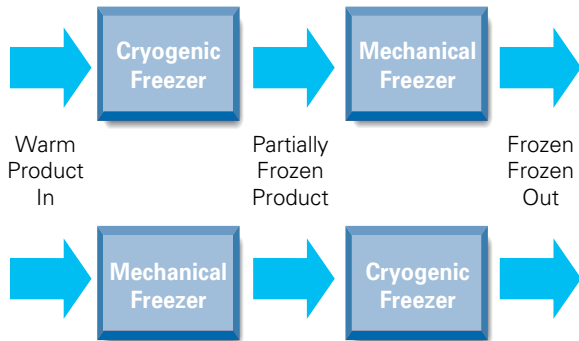 Cryogenic
Freezer
Mechanical
Freezer
Warm
Product
In
Partially
Frozen
Product
Frozen
Frozen
Out
Mechanical
Freezer
Cryogenic
Freezer